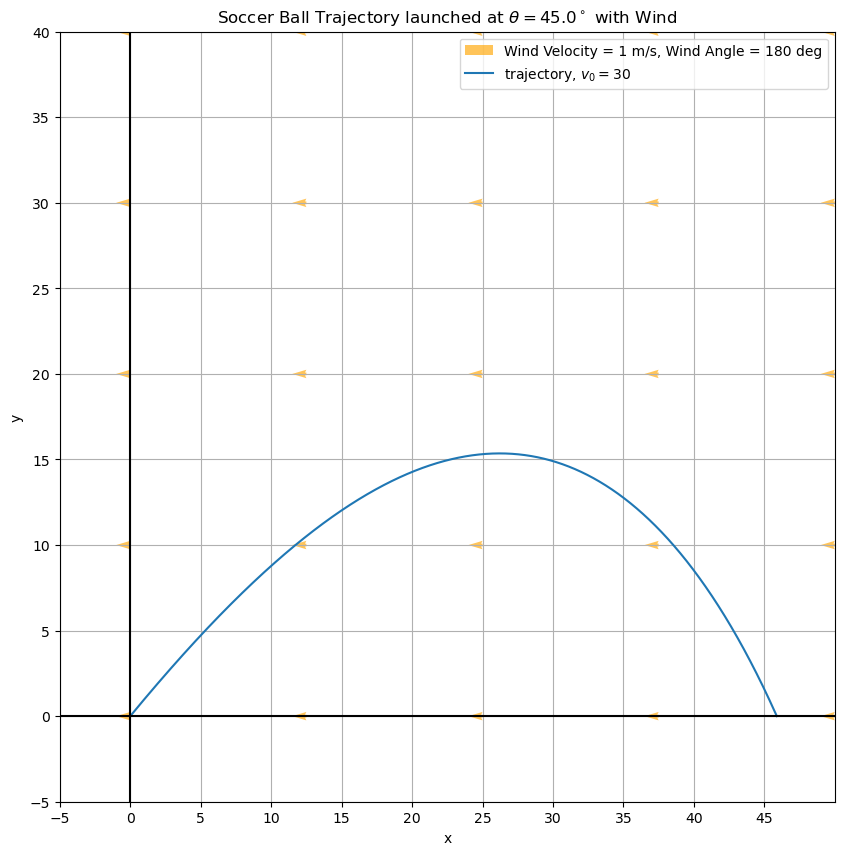 Soccer Ball Trajectory launched at θ = 45.0° with Wind
Wind Velocity = 1 m/s, Wind Angle = 180 deg
trajectory, v₀ = 30
40
35
30
25
20
15
10
5
0
−5
y
−5 0 5 10 15 20 25 30 35 40 45
x